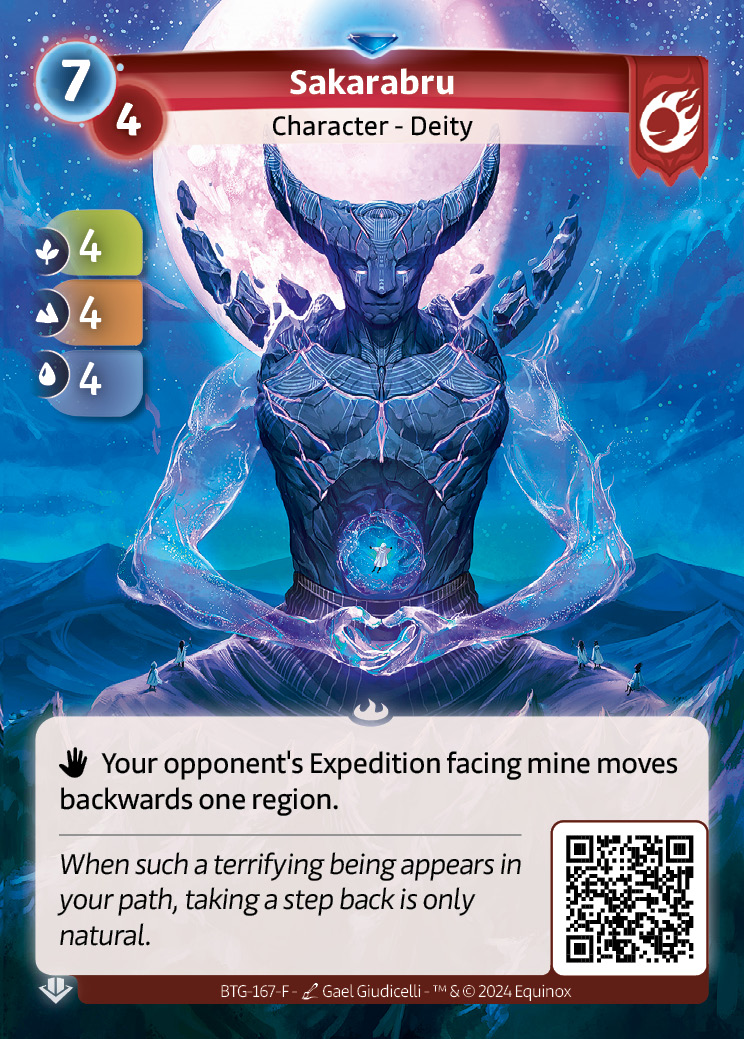 7
Sakarabru
4
Character - Deity
4
4
4
Your opponent's Expedition facing mine moves
backwards one region.
When such a terrifying being appears in
your path, taking a step back is only
natural.
BTG-167-F - Gael Giudicelli - ™ & © 2024 Equinox